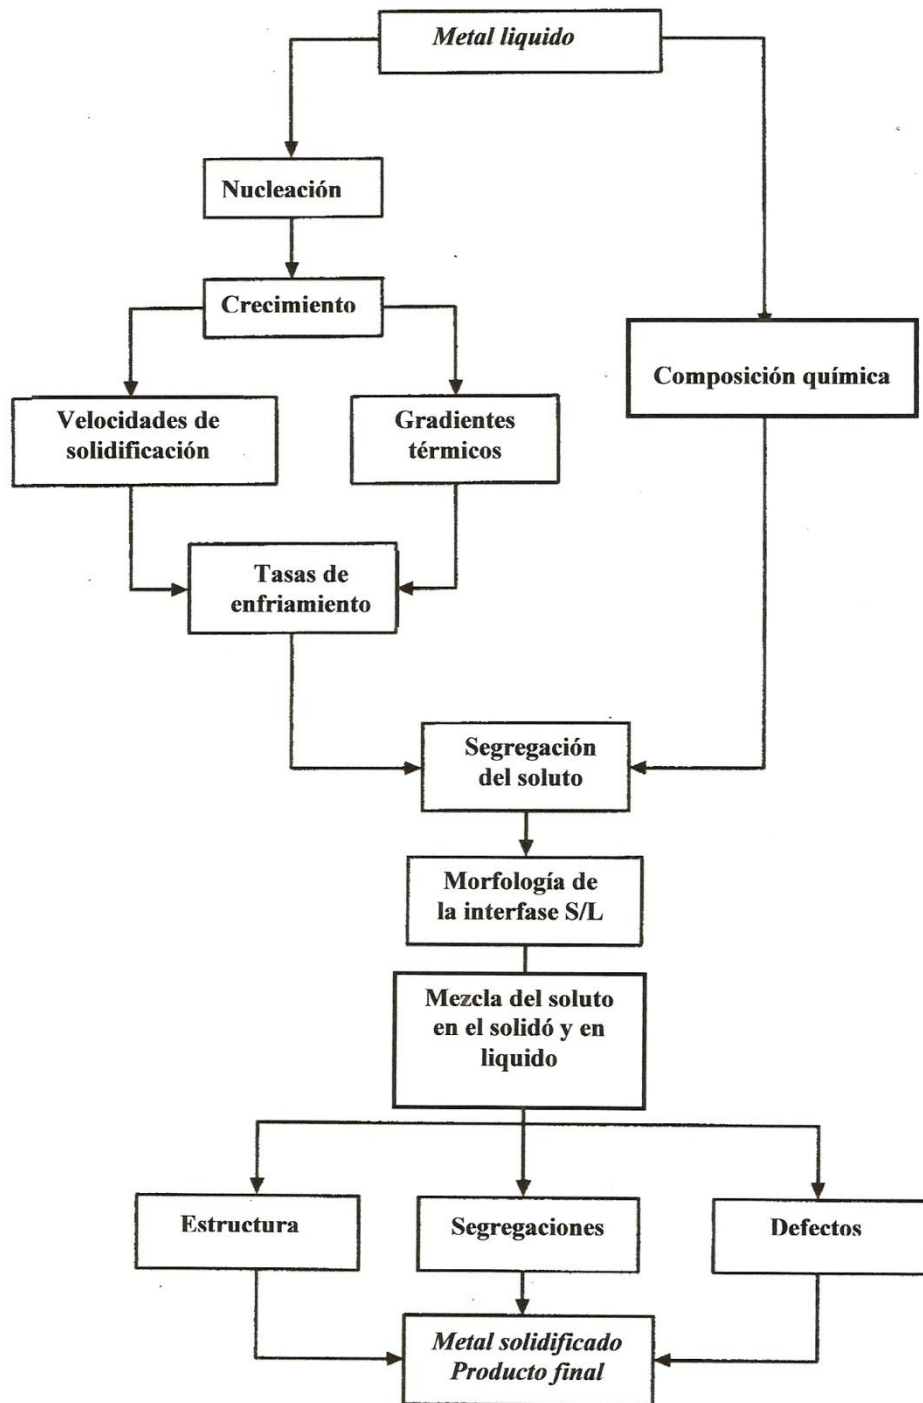 Metal liquido
Nucleación
Crecimiento
Velocidades de
solidificación
Gradientes
térmicos
Composición química
Tasas de
enfriamiento
Segregación
del soluto
Morfología de
la interfase S/L
Mezcla del soluto
en el solidó y en
liquido
Estructura
Segregaciones
Defectos
Metal solidificado
Producto final